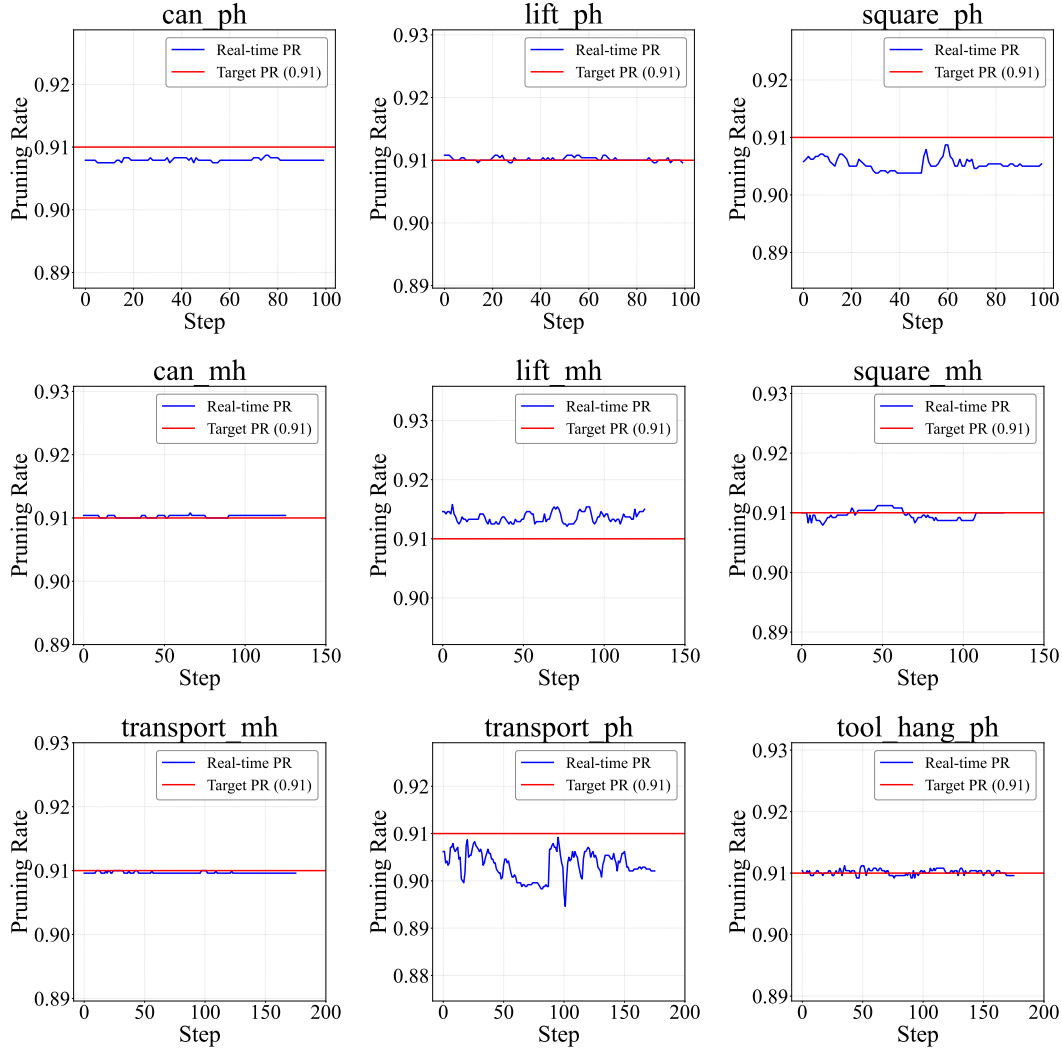 can_ph
Pruning Rate
0.92
0.91
0.90
0.89
Real-time PR
Target PR (0.91)
0
20
40
60
80
100
Step
lift_ph
Pruning Rate
0.93
0.92
0.91
0.90
0.89
Real-time PR
Target PR (0.91)
0
20
40
60
80
100
Step
square_ph
Pruning Rate
0.92
0.91
0.90
0.89
Real-time PR
Target PR (0.91)
0
20
40
60
80
100
Step
can_mh
Pruning Rate
0.93
0.92
0.91
0.90
0.89
Real-time PR
Target PR (0.91)
0
50
100
150
Step
lift_mh
Pruning Rate
0.93
0.92
0.91
0.90
Real-time PR
Target PR (0.91)
0
50
100
150
Step
square_mh
Pruning Rate
0.93
0.92
0.91
0.90
0.89
Real-time PR
Target PR (0.91)
0
50
100
150
Step
transport_mh
Pruning Rate
0.93
0.92
0.91
0.90
0.89
Real-time PR
Target PR (0.91)
0
50
100
150
200
Step
transport_ph
Pruning Rate
0.92
0.91
0.90
0.89
0.88
Real-time PR
Target PR (0.91)
0
50
100
150
200
Step
tool_hang_ph
Pruning Rate
0.93
0.92
0.91
0.90
0.89
Real-time PR
Target PR (0.91)
0
50
100
150
200
Step